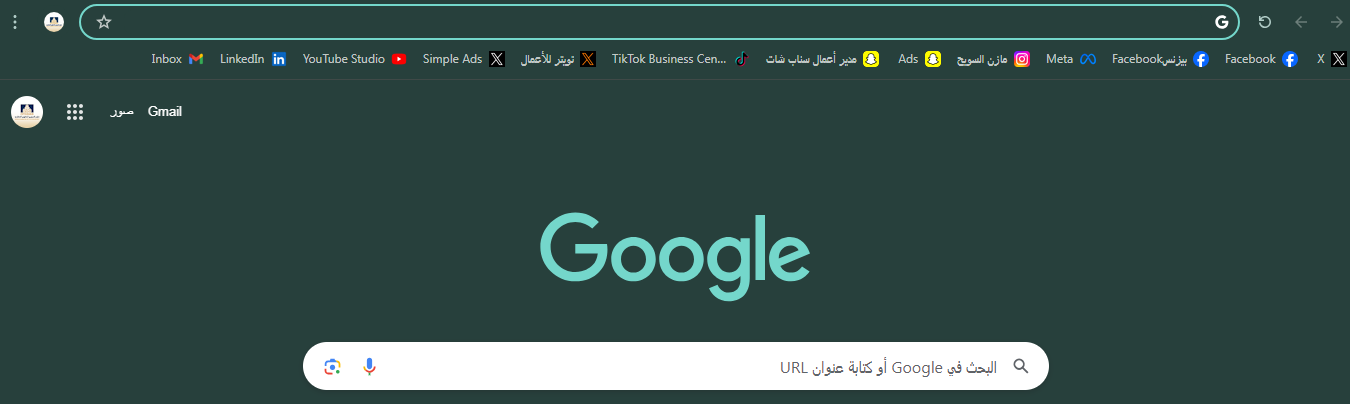 X Facebook Facebookبيزنس Meta مازن السويح Ads مدير أعمال سناب شات TikTok Business Cen... تويتر للأعمال Simple Ads YouTube Studio LinkedIn Inbox
Gmail صور
Google
البحث في Google أو كتابة عنوان URL